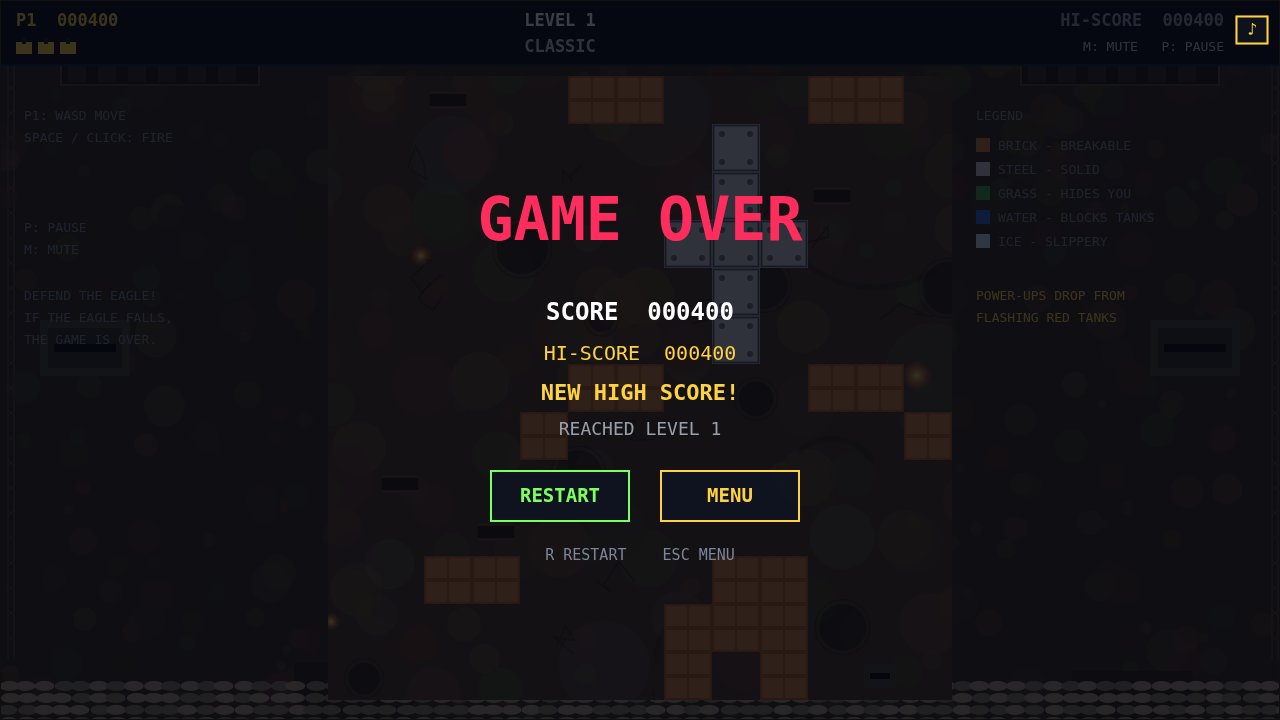 P1  000400
LEVEL 1
CLASSIC
HI-SCORE  000400
M: MUTE   P: PAUSE
♪
P1: WASD MOVE
SPACE / CLICK: FIRE
P: PAUSE
M: MUTE
DEFEND THE EAGLE!
IF THE EAGLE FALLS,
THE GAME IS OVER.
LEGEND
BRICK - BREAKABLE
STEEL - SOLID
GRASS - HIDES YOU
WATER - BLOCKS TANKS
ICE - SLIPPERY
POWER-UPS DROP FROM
FLASHING RED TANKS
GAME OVER
SCORE  000400
HI-SCORE  000400
NEW HIGH SCORE!
REACHED LEVEL 1
RESTART
MENU
R RESTART    ESC MENU